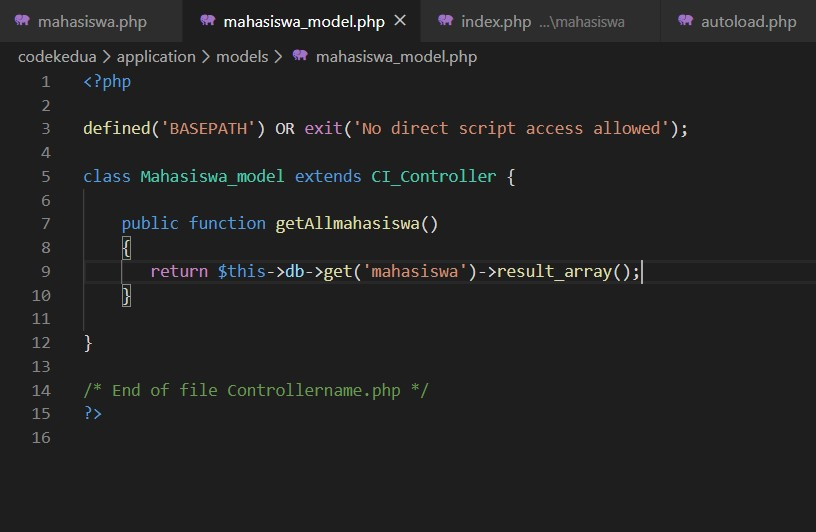 mahasiswa.php mahasiswa_model.php × index.php ...\mahasiswa autoload.php
codekedua > application > models > mahasiswa_model.php
1 <?php
2
3 defined('BASEPATH') OR exit('No direct script access allowed');
4
5 class Mahasiswa_model extends CI_Controller {
6
7 public function getAllmahasiswa()
8 {
9 return $this->db->get('mahasiswa')->result_array();
10 }
11
12 }
13
14 /* End of file Controllername.php */
15 ?>
16